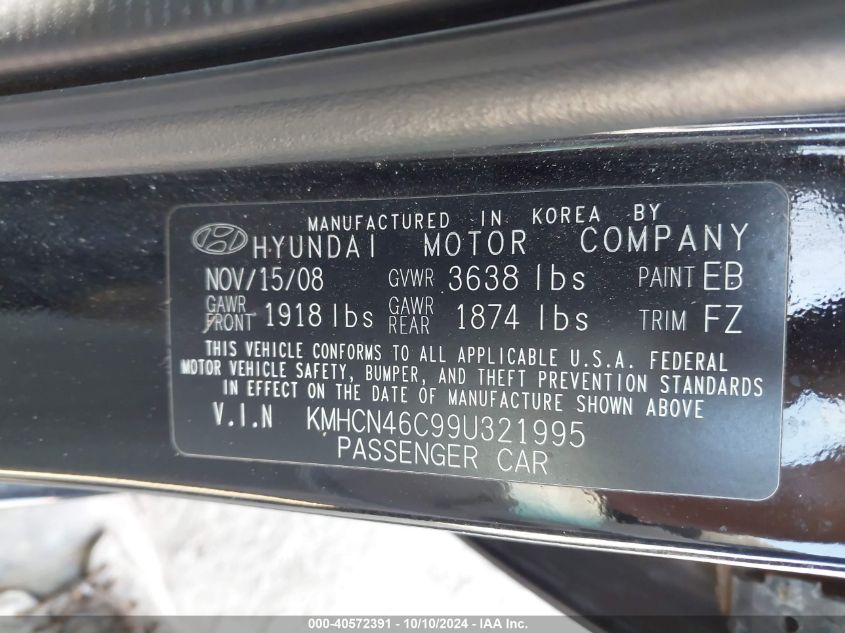 MANUFACTURED IN KOREA BY
HYUNDAI MOTOR COMPANY
NOV/15/08 GVWR 3638 lbs PAINT EB
GAWR FRONT 1918 lbs GAWR REAR 1874 lbs TRIM FZ
THIS VEHICLE CONFORMS TO ALL APPLICABLE U.S.A. FEDERAL
MOTOR VEHICLE SAFETY, BUMPER, AND THEFT PREVENTION STANDARDS
IN EFFECT ON THE DATE OF MANUFACTURE SHOWN ABOVE
V.I.N KMHCN46C99U321995
PASSENGER CAR
000-40572391 - 10/10/2024 - IAA Inc.